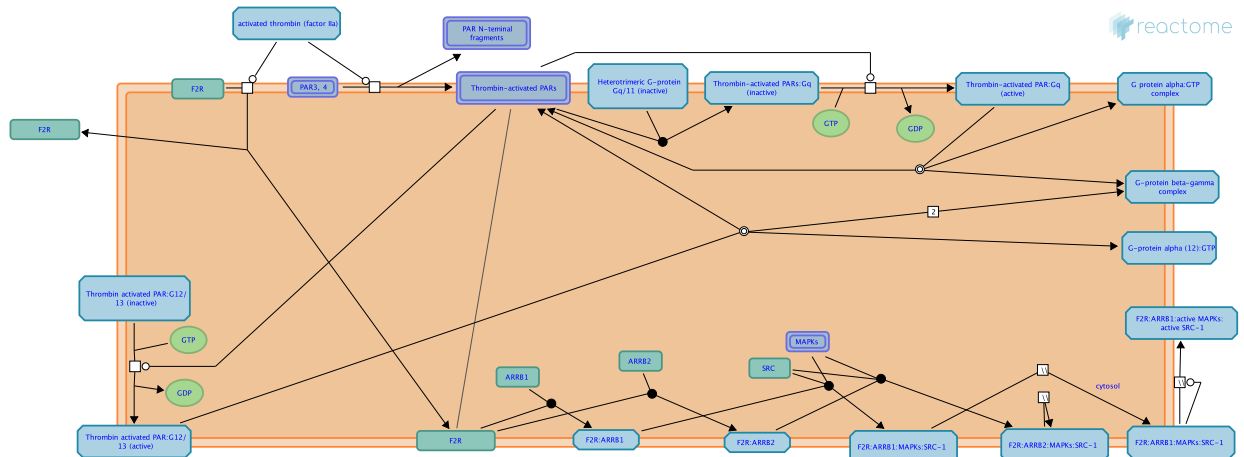 reactome
activated thrombin (factor IIa)
PAR N-teminal
fragments
F2R
PAR3, 4
Thrombin-activated PARs
Heterotrimeric G-protein
Gq/11 (inactive)
Thrombin-activated PARs:Gq
(inactive)
Thrombin-activated PAR:Gq
(active)
G protein alpha:GTP
complex
GTP
GDP
F2R
G-protein beta-gamma
complex
2
G-protein alpha (12):GTP
Thrombin activated PAR:G12/
13 (inactive)
F2R:ARRB1:active MAPKs:
active SRC-1
GTP
MAPKs
ARRB2
SRC
ARRB1
\\
\\
cytosol
GDP
\\
Thrombin activated PAR:G12/
13 (active)
F2R
F2R:ARRB1
F2R:ARRB2
F2R:ARRB1:MAPKs:SRC-1
F2R:ARRB2:MAPKs:SRC-1
F2R:ARRB1:MAPKs:SRC-1